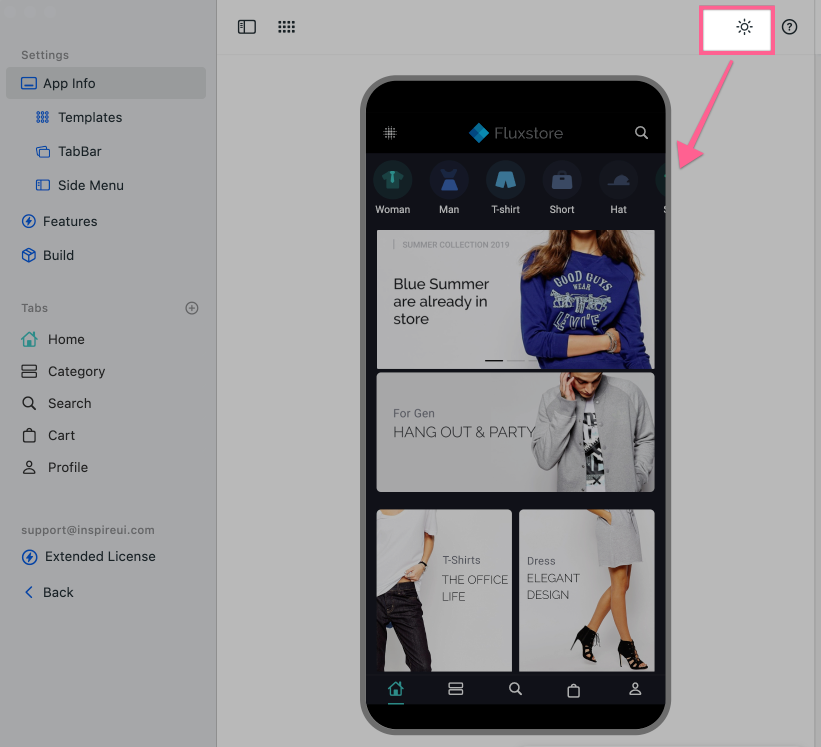 Settings
App Info
Templates
TabBar
Side Menu
Features
Build
Tabs
Home
Category
Search
Cart
Profile
support@inspireui.com
Extended License
Back
?
Fluxstore
Woman
Man
T-shirt
Short
Hat
S
SUMMER COLLECTION 2019
Blue Summer
are already in
store
GOOD GUYS
WEAR
LEVI'S
For Gen
HANG OUT & PARTY
T-Shirts
THE OFFICE
LIFE
Dress
ELEGANT
DESIGN